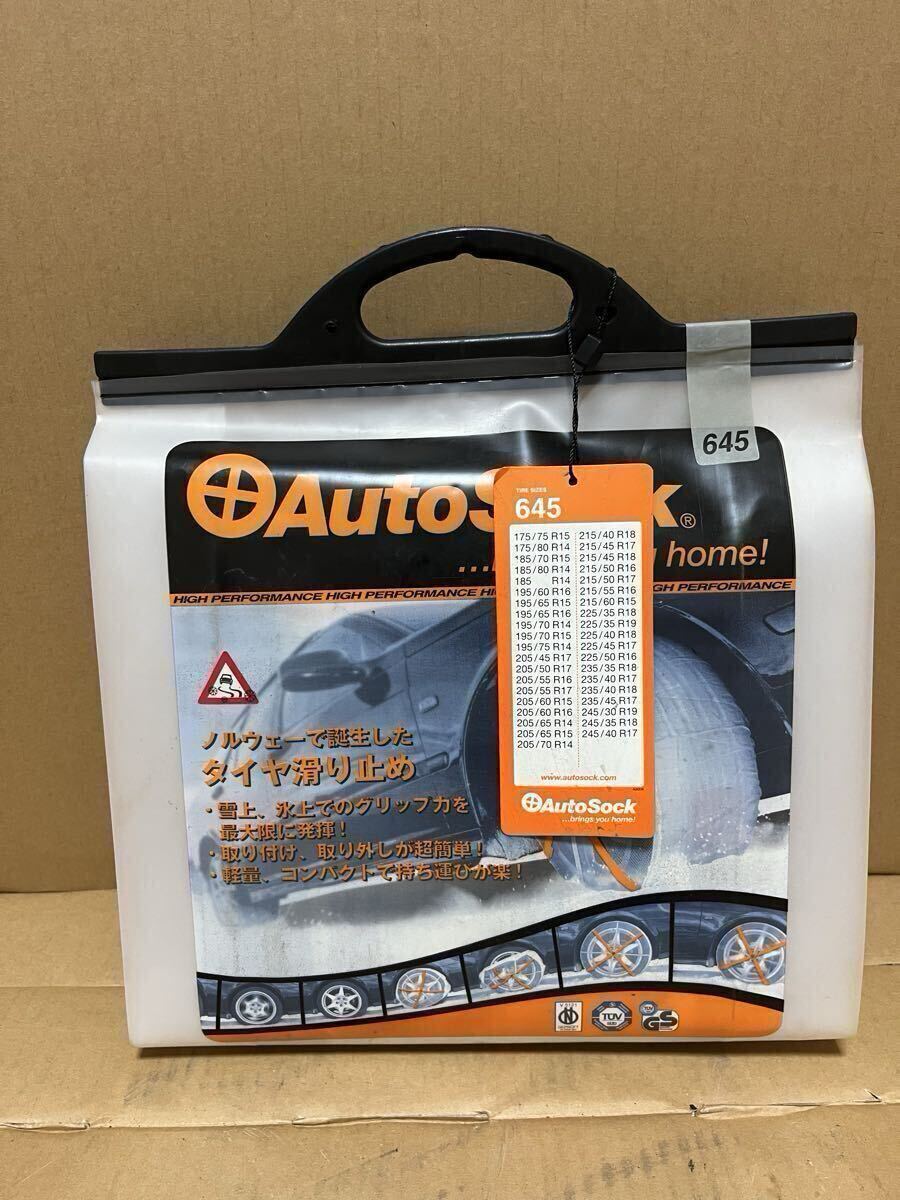 645
AutoSock®
...b u home!
HIGH PERFORMANCE HIGH PERFORMANCE HI GH PERFORMANCE
TIRE SIZES
645
175/75 R15 215/40 R18
175/80 R14 215/45 R17
185/70 R15 215/45 R18
185/80 R14 215/50 R16
185 R14 215/50 R17
195/60 R16 215/55 R16
195/65 R15 215/60 R15
195/65 R16 225/35 R18
195/70 R14 225/35 R19
195/70 R15 225/40 R18
195/75 R14 225/45 R17
205/45 R17 225/50 R16
205/50 R17 235/35 R18
205/55 R16 235/40 R17
205/55 R17 235/40 R18
205/60 R15 235/45 R17
205/60 R16 245/30 R19
205/65 R14 245/35 R18
205/65 R15 245/40 R17
205/70 R14
www.autosock.com
AutoSock
...brings you home!
ノルウェーで誕生した
タイヤ滑り止め
・雪上、氷上でのグリップ力を
最大限に発揮！
・取り付け、取り外しが超簡単！
・軽量、コンパクトで持ち運びが楽！
V5121
N
TÜV
GS